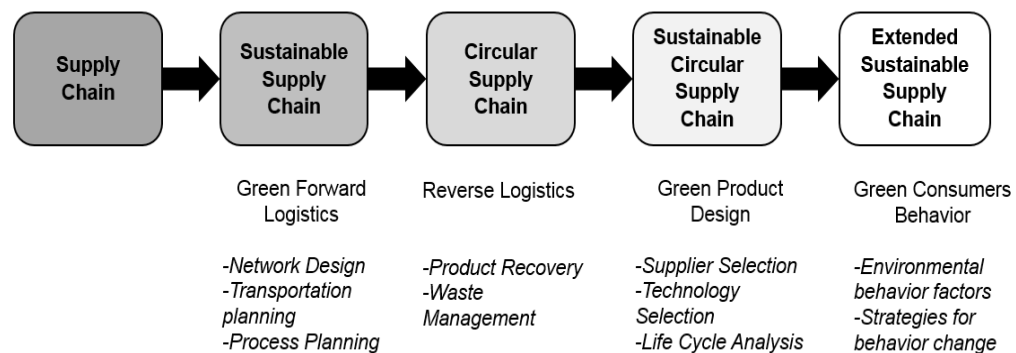 Supply
Chain
Sustainable
Supply
Chain
Circular
Supply
Chain
Sustainable
Circular
Supply
Chain
Extended
Sustainable
Supply
Chain
Green Forward
Logistics
-Network Design
-Transportation
planning
-Process Planning
Reverse Logistics
-Product Recovery
-Waste
Management
Green Product
Design
-Supplier Selection
-Technology
Selection
-Life Cycle Analysis
Green Consumers
Behavior
-Environmental
behavior factors
-Strategies for
behavior change